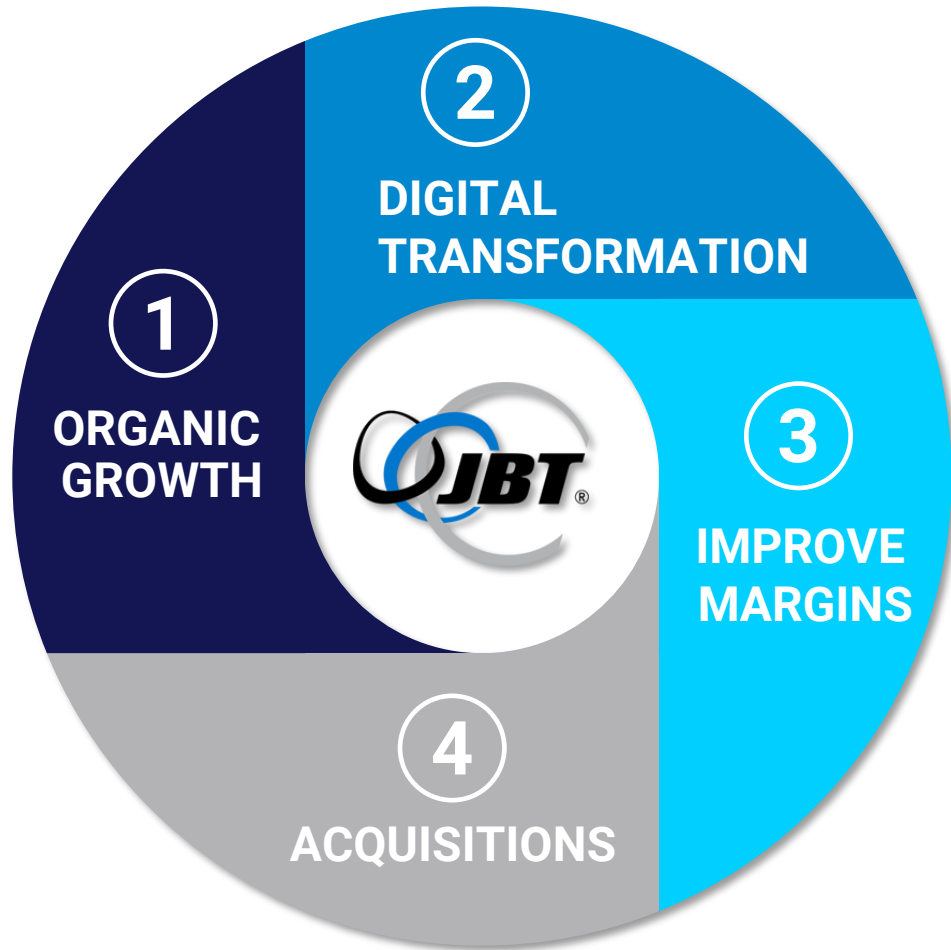 1
ORGANIC
GROWTH
2
DIGITAL
TRANSFORMATION
3
IMPROVE
MARGINS
4
ACQUISITIONS
JBT®